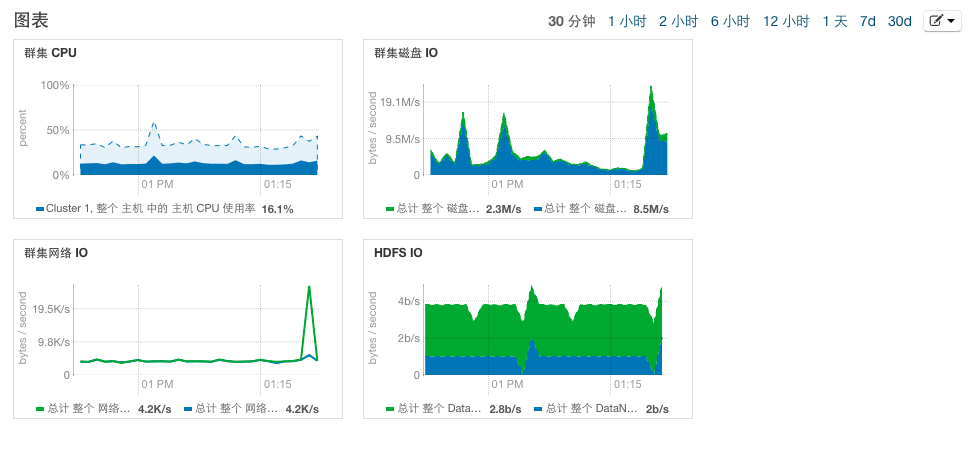 图表
30 分钟 1 小时 2 小时 6 小时 12 小时 1 天 7d 30d
群集 CPU
percent
100%
50%
0%
01 PM 01:15
Cluster 1, 整个 主机 中的 主机 CPU 使用率 16.1%
群集磁盘 IO
bytes / second
19.1M/s
9.5M/s
0
01 PM 01:15
总计 整个 磁盘... 2.3M/s 总计 整个 磁盘... 8.5M/s
群集网络 IO
bytes / second
19.5K/s
9.8K/s
0
01 PM 01:15
总计 整个 网络... 4.2K/s 总计 整个 网络... 4.2K/s
HDFS IO
bytes / second
4b/s
2b/s
0
01 PM 01:15
总计 整个 Data... 2.8b/s 总计 整个 DataN... 2b/s